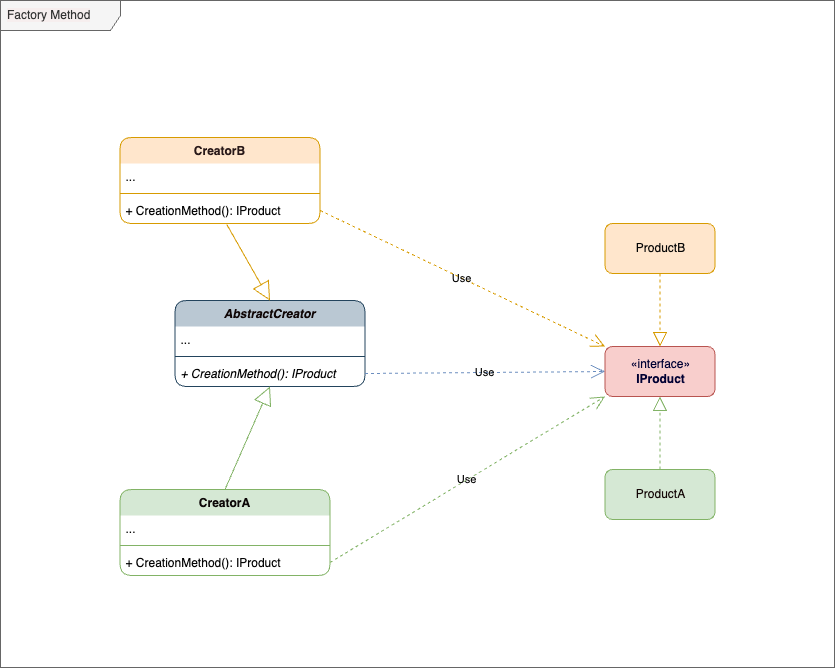 Factory Method
CreatorB
...
+ CreationMethod(): IProduct
Use
ProductB
AbstractCreator
...
+ CreationMethod(): IProduct
Use
«interface»
IProduct
CreatorA
...
+ CreationMethod(): IProduct
Use
ProductA